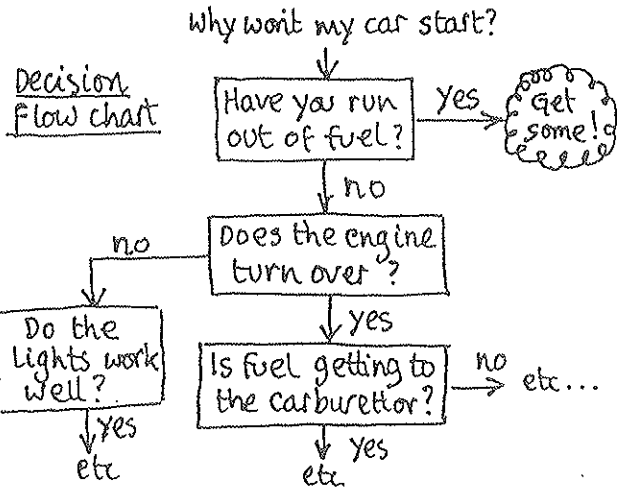 Why won't my car start?
Decision
Flow chart
Have you run
out of fuel?
yes
Get
some!
no
Does the engine
turn over ?
no
yes
Do the
Lights work
well?
yes
etc
Is fuel getting to
the carburettor?
no
etc...
yes
etc